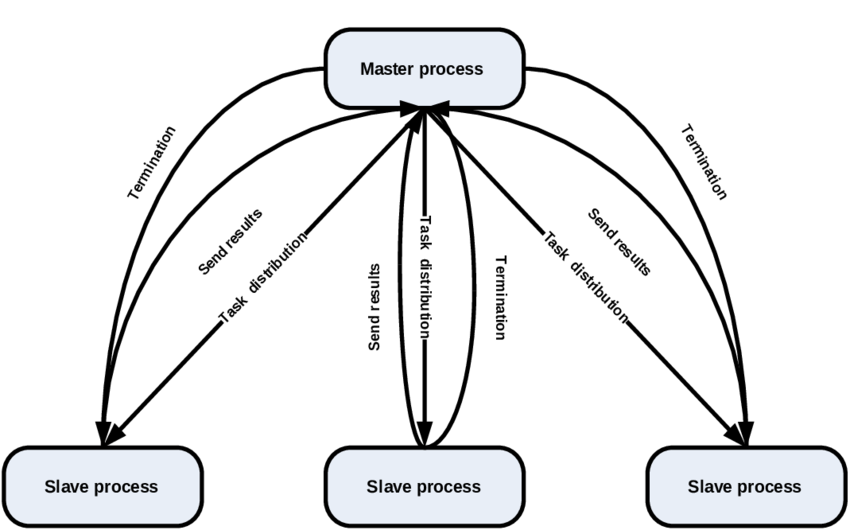 Master process
Termination
Termination
Send results
Send results
Task distribution
Task distribution
Task distribution
Send results
Termination
Slave process
Slave process
Slave process